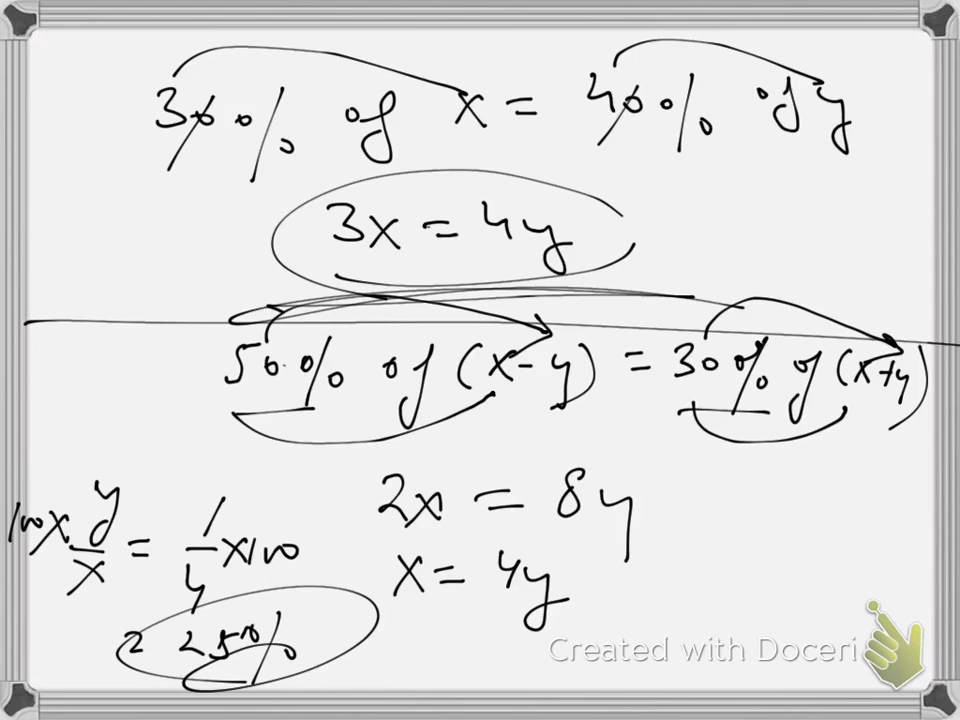 30% of x = 40% of y
3x = 4y
50% of (x-y) = 30% of (x+y)
2x = 8y
x = 4y
100x y/x = 1/4 x100
= 25%
Created with Doceri